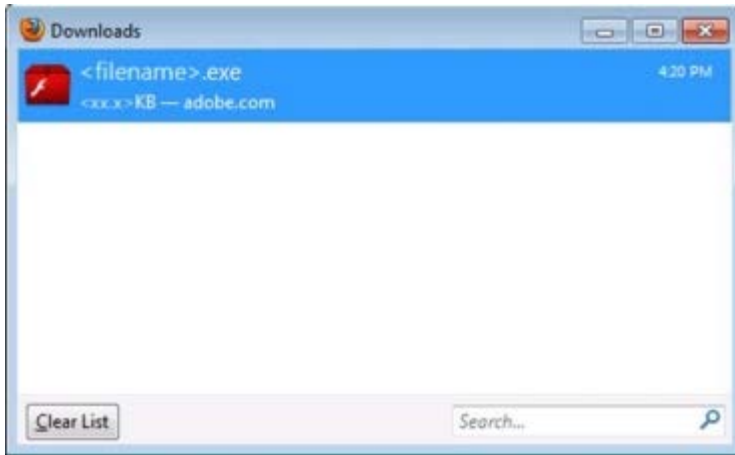 Downloads
<filename>.exe
4:20 PM
<xx.x>KB — adobe.com
Clear List
Search...